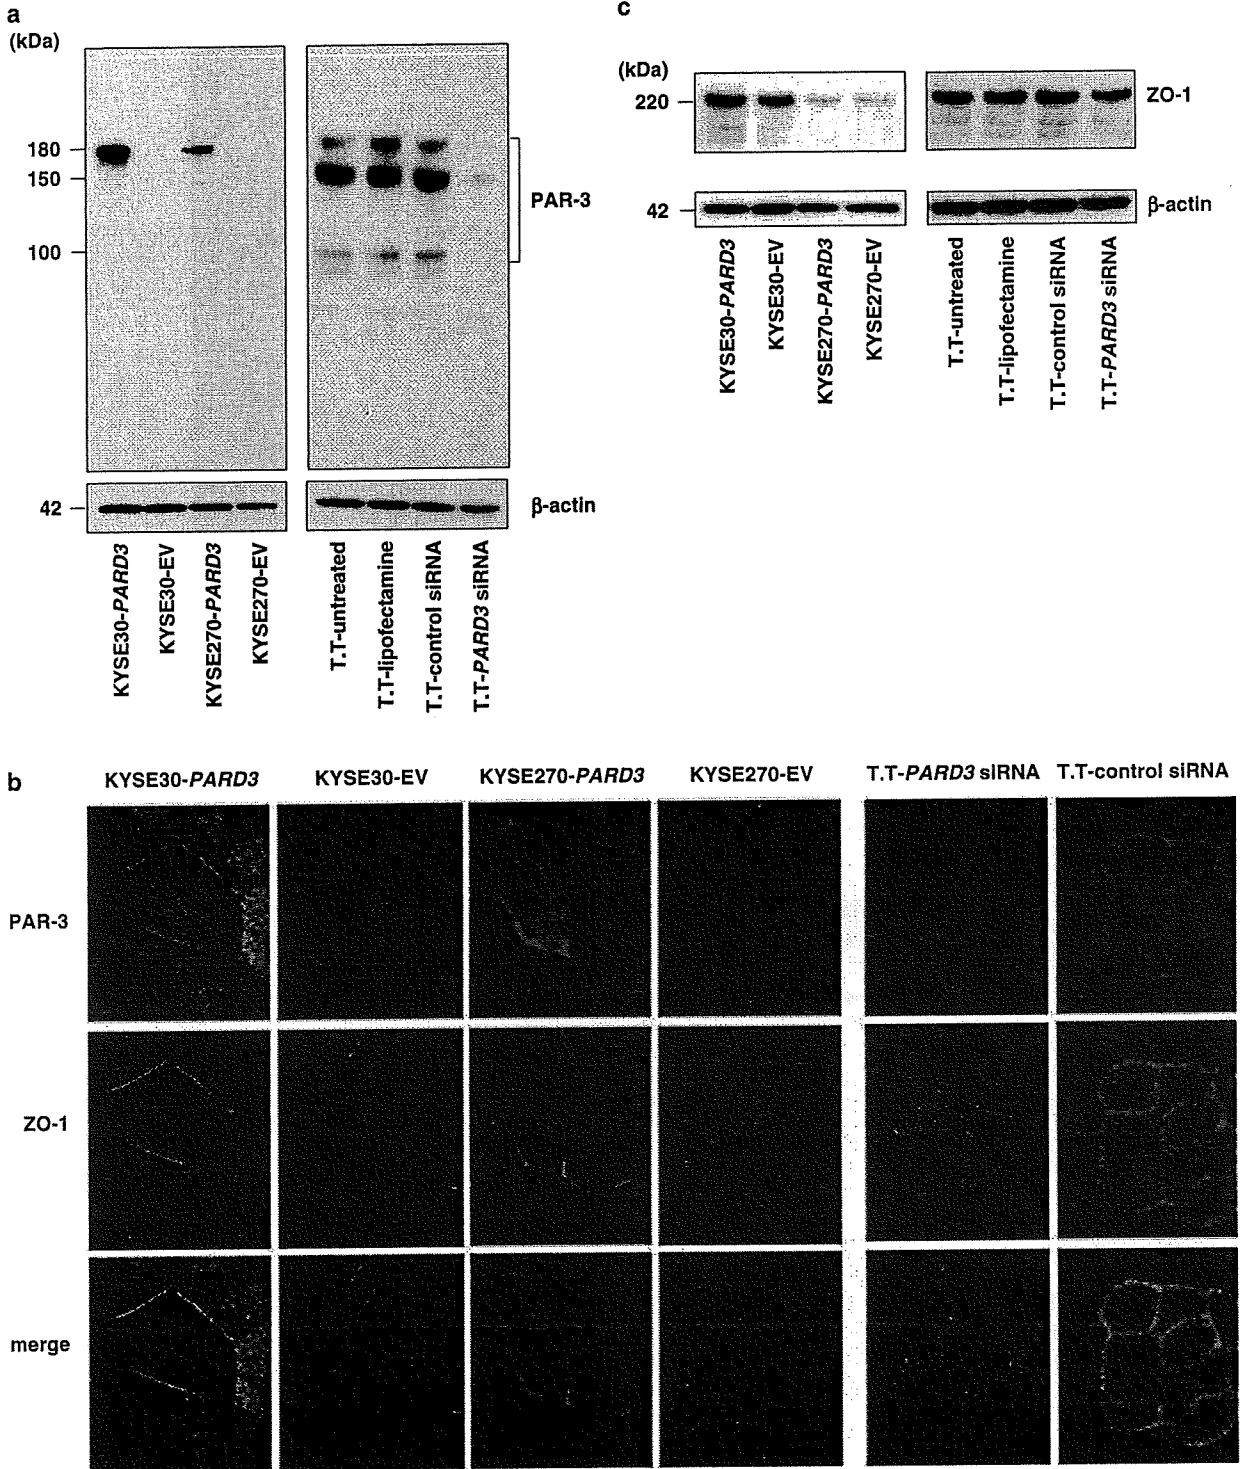 a
(kDa)
180
150
100
PAR-3
42
β-actin
KYSE30-PARD3
KYSE30-EV
KYSE270-PARD3
KYSE270-EV
T.T-untreated
T.T-lipofectamine
T.T-control siRNA
T.T-PARD3 siRNA
c
(kDa)
220
ZO-1
42
β-actin
KYSE30-PARD3
KYSE30-EV
KYSE270-PARD3
KYSE270-EV
T.T-untreated
T.T-lipofectamine
T.T-control siRNA
T.T-PARD3 siRNA
b
KYSE30-PARD3 KYSE30-EV KYSE270-PARD3 KYSE270-EV T.T-PARD3 siRNA T.T-control siRNA
PAR-3
ZO-1
merge